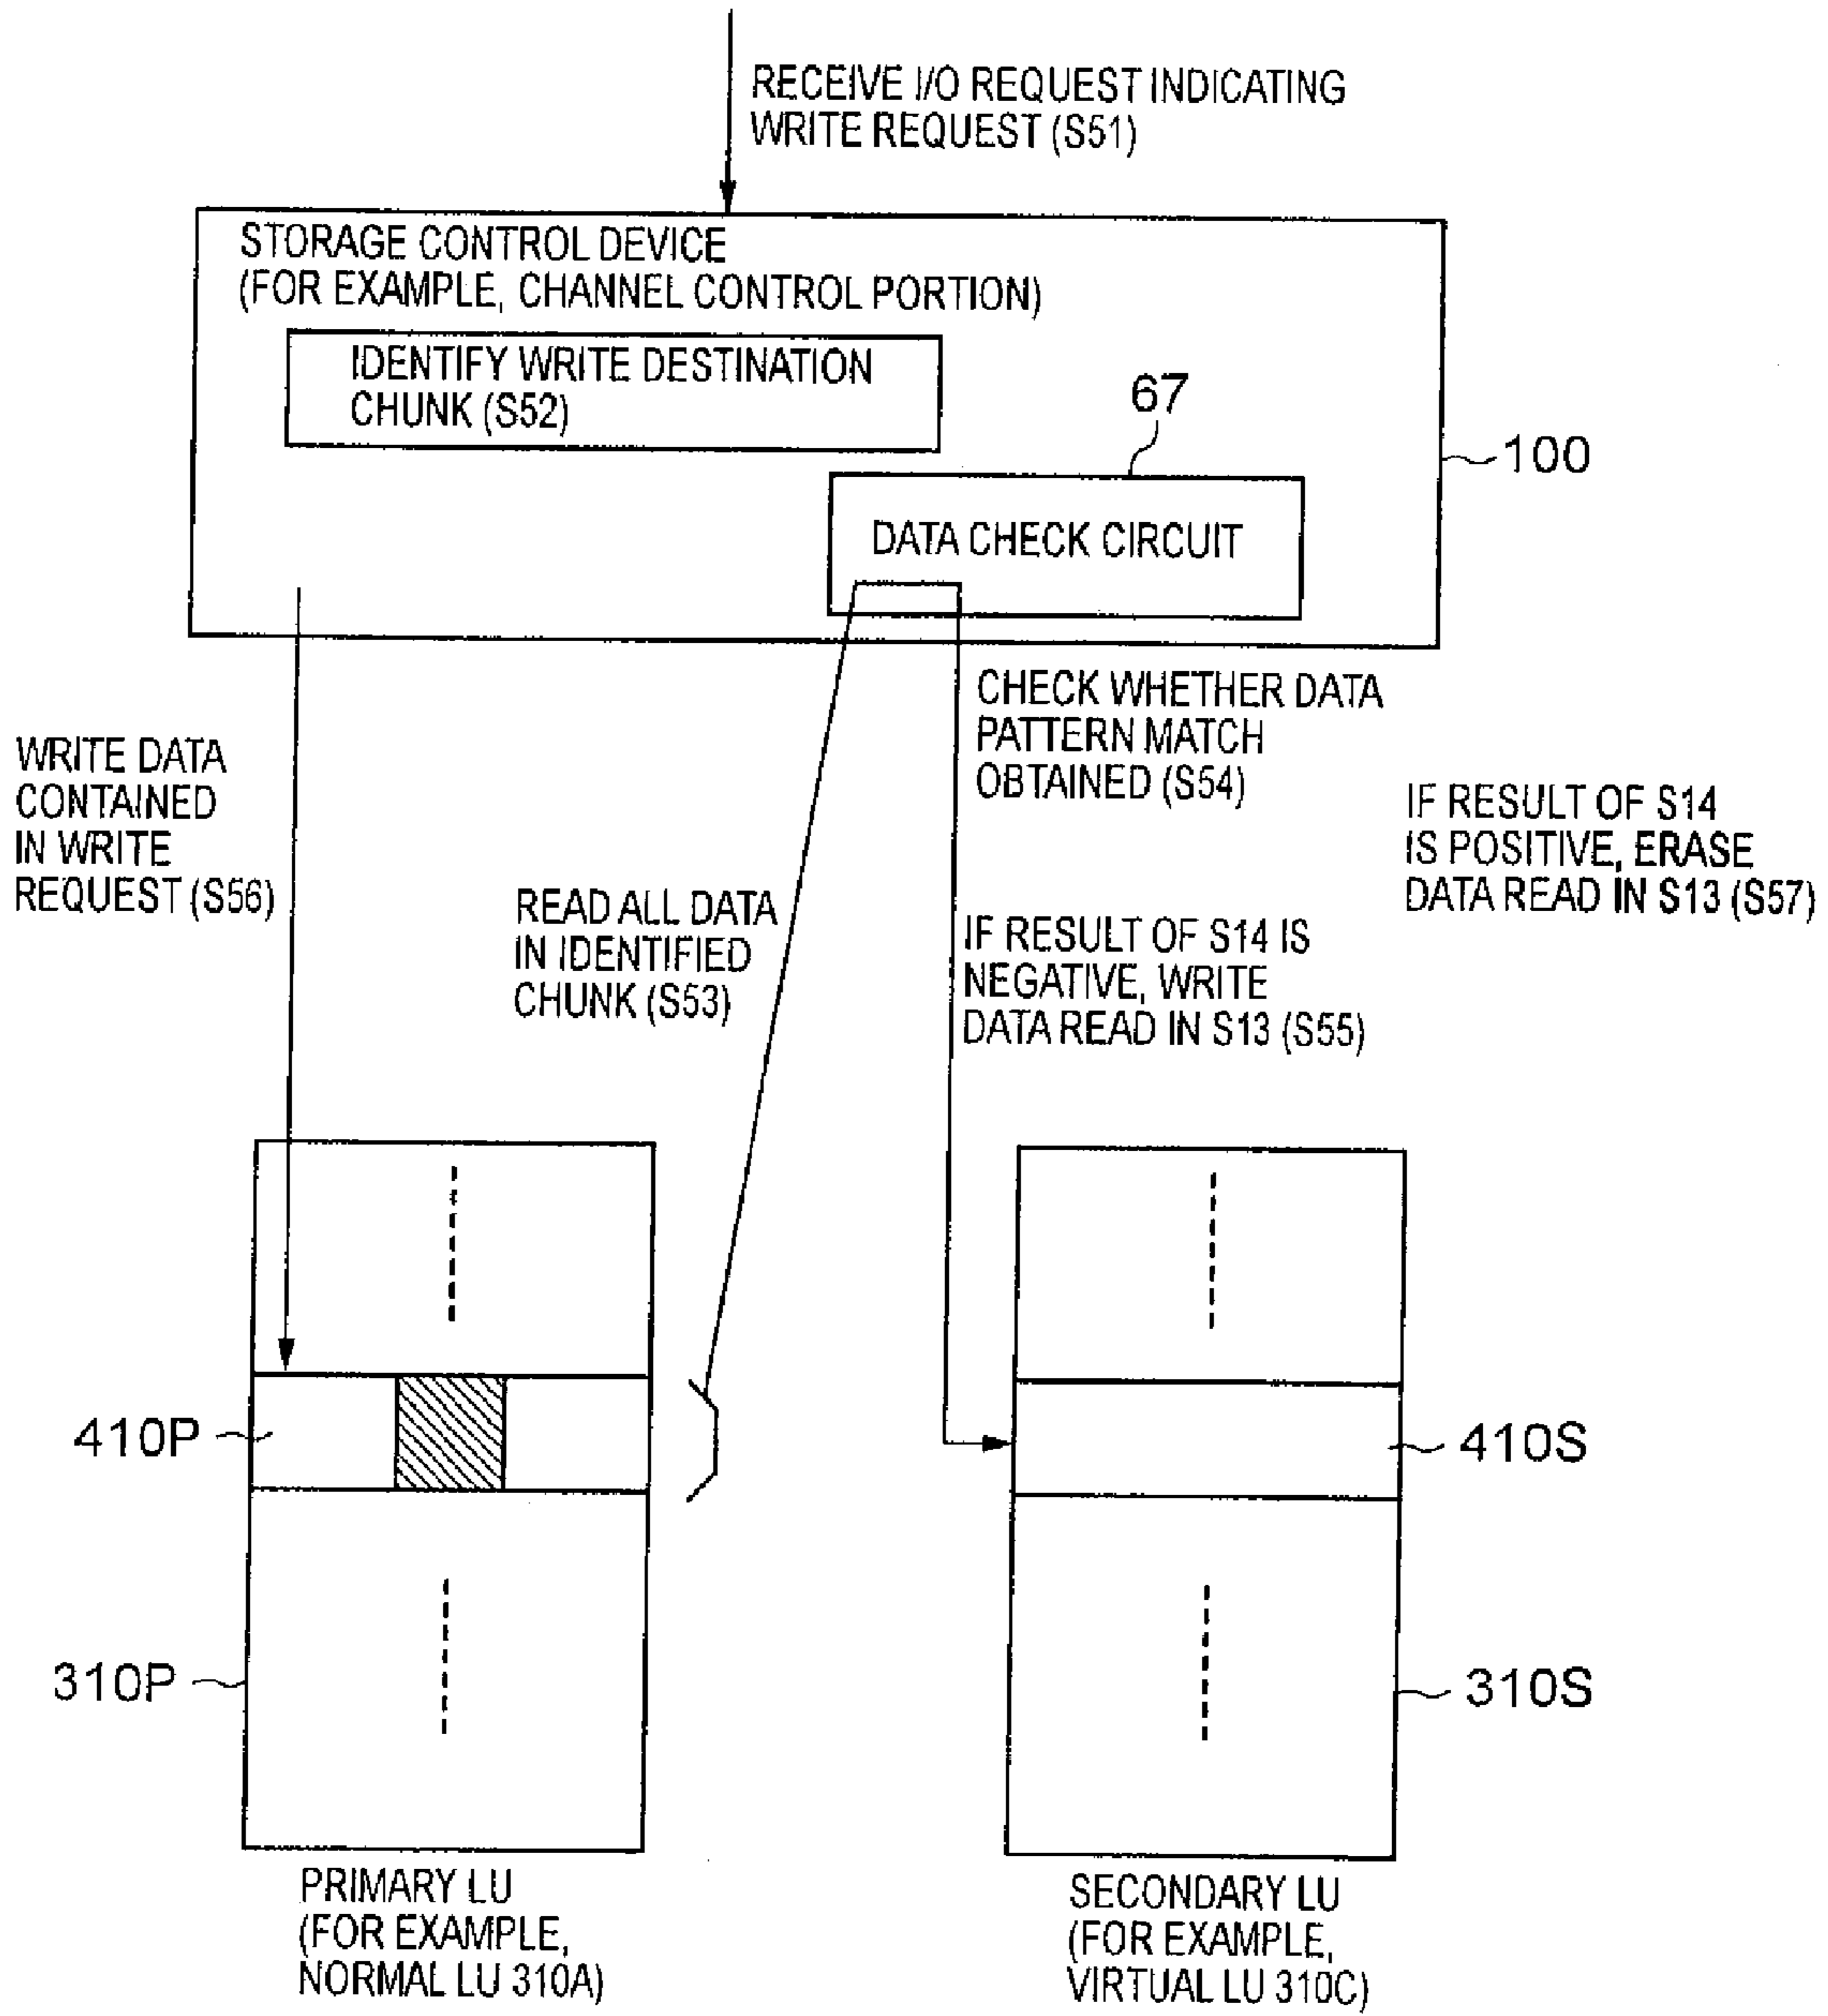 RECEIVE I/O REQUEST INDICATING
WRITE REQUEST (S51)
STORAGE CONTROL DEVICE
(FOR EXAMPLE, CHANNEL CONTROL PORTION)
IDENTIFY WRITE DESTINATION
CHUNK (S52)
67
100
DATA CHECK CIRCUIT
CHECK WHETHER DATA
PATTERN MATCH
OBTAINED (S54)
WRITE DATA
CONTAINED
IN WRITE
REQUEST (S56)
IF RESULT OF S14
IS POSITIVE, ERASE
DATA READ IN S13 (S57)
READ ALL DATA
IN IDENTIFIED
CHUNK (S53)
IF RESULT OF S14 IS
NEGATIVE, WRITE
DATA READ IN S13 (S55)
410P
410S
310P
310S
PRIMARY LU
(FOR EXAMPLE,
NORMAL LU 310A)
SECONDARY LU
(FOR EXAMPLE,
VIRTUAL LU 310C)